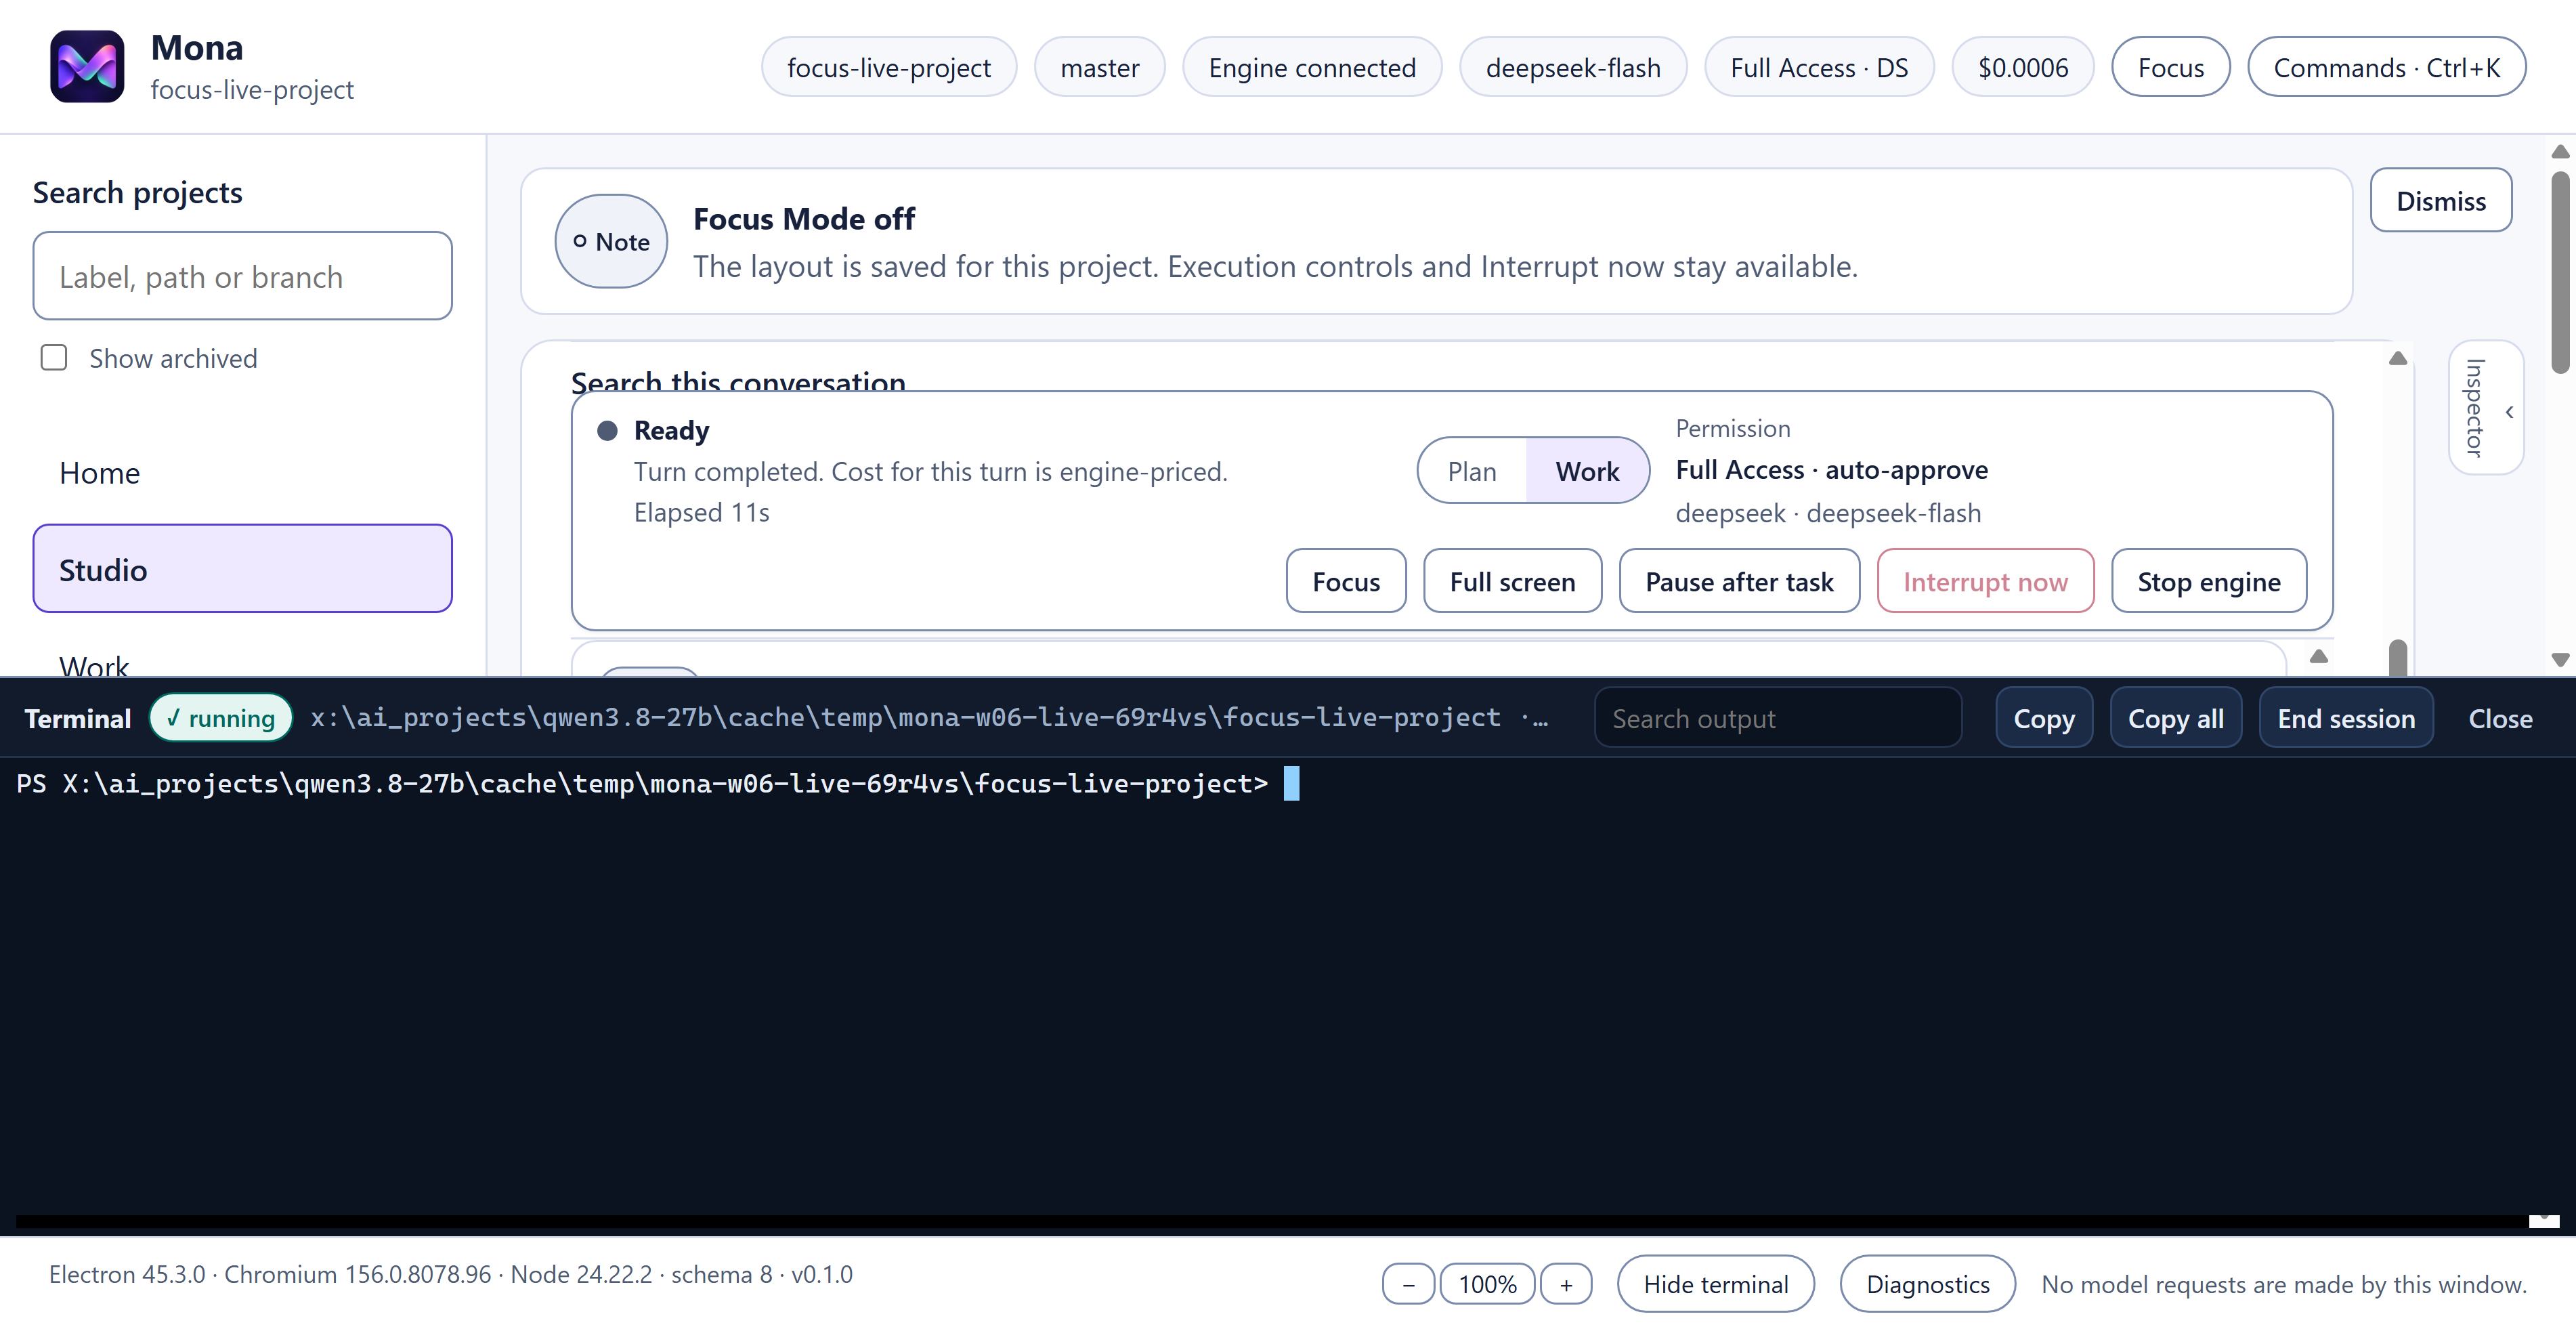 Mona
focus-live-project
focus-live-project
master
Engine connected
deepseek-flash
Full Access · DS
$0.0006
Focus
Commands · Ctrl+K
Search projects
Label, path or branch
Show archived
Home
Studio
Work
Note
Focus Mode off
The layout is saved for this project. Execution controls and Interrupt now stay available.
Dismiss
Search this conversation
Ready
Turn completed. Cost for this turn is engine-priced.
Elapsed 11s
Plan
Work
Permission
Full Access · auto-approve
deepseek · deepseek-flash
Focus
Full screen
Pause after task
Interrupt now
Stop engine
Inspector
Terminal
✓ running
x:\ai_projects\qwen3.8-27b\cache\temp\mona-w06-live-69r4vs\focus-live-project ·…
Search output
Copy
Copy all
End session
Close
PS X:\ai_projects\qwen3.8-27b\cache\temp\mona-w06-live-69r4vs\focus-live-project>
Electron 45.3.0 · Chromium 156.0.8078.96 · Node 24.22.2 · schema 8 · v0.1.0
−
100%
+
Hide terminal
Diagnostics
No model requests are made by this window.